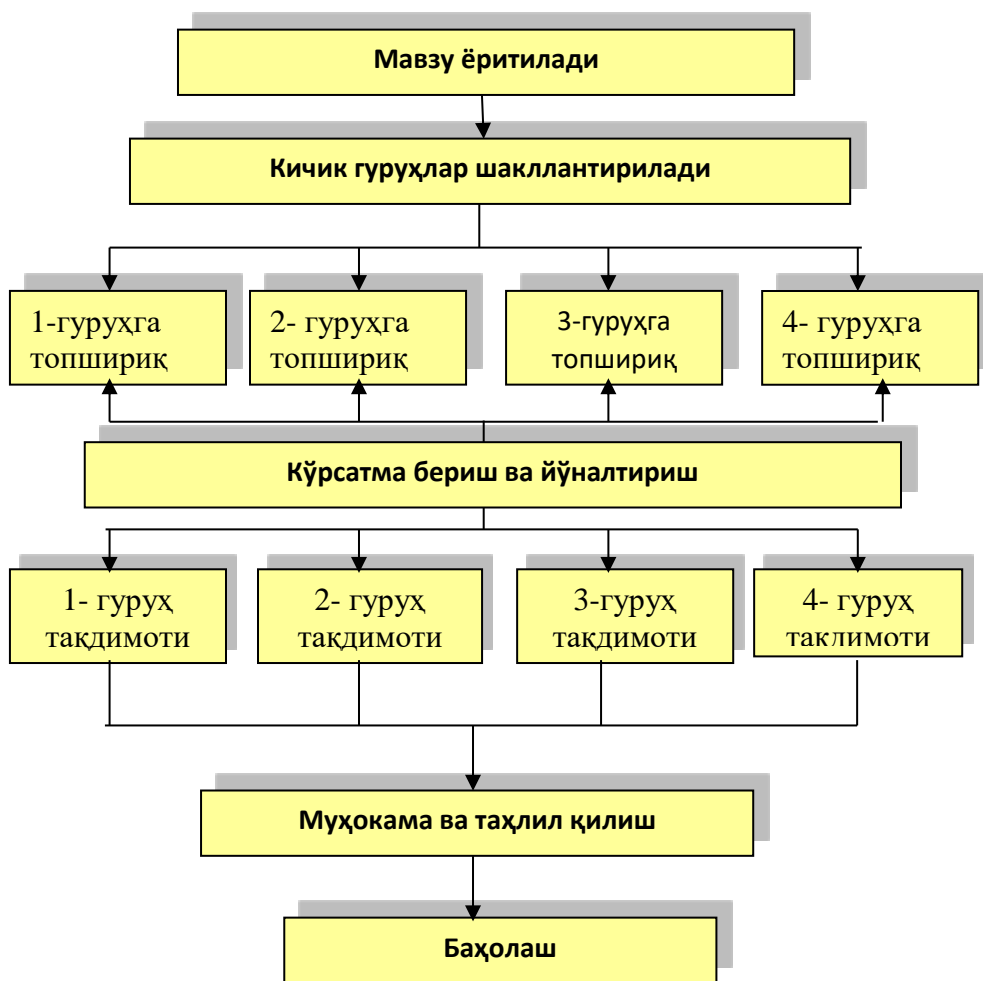 Мавзу ёритилади
Кичик гуруҳлар шакллантирилади
1-гуруҳга
топшириқ
2- гуруҳга
топшириқ
3-гуруҳга
топшириқ
4- гуруҳга
топшириқ
Кўрсатма бериш ва йўналтириш
1- гуруҳ
тақдимоти
2- гуруҳ
тақдимоти
3-гуруҳ
тақдимоти
4- гуруҳ
тақдимоти
Муҳокама ва таҳлил қилиш
Баҳолаш